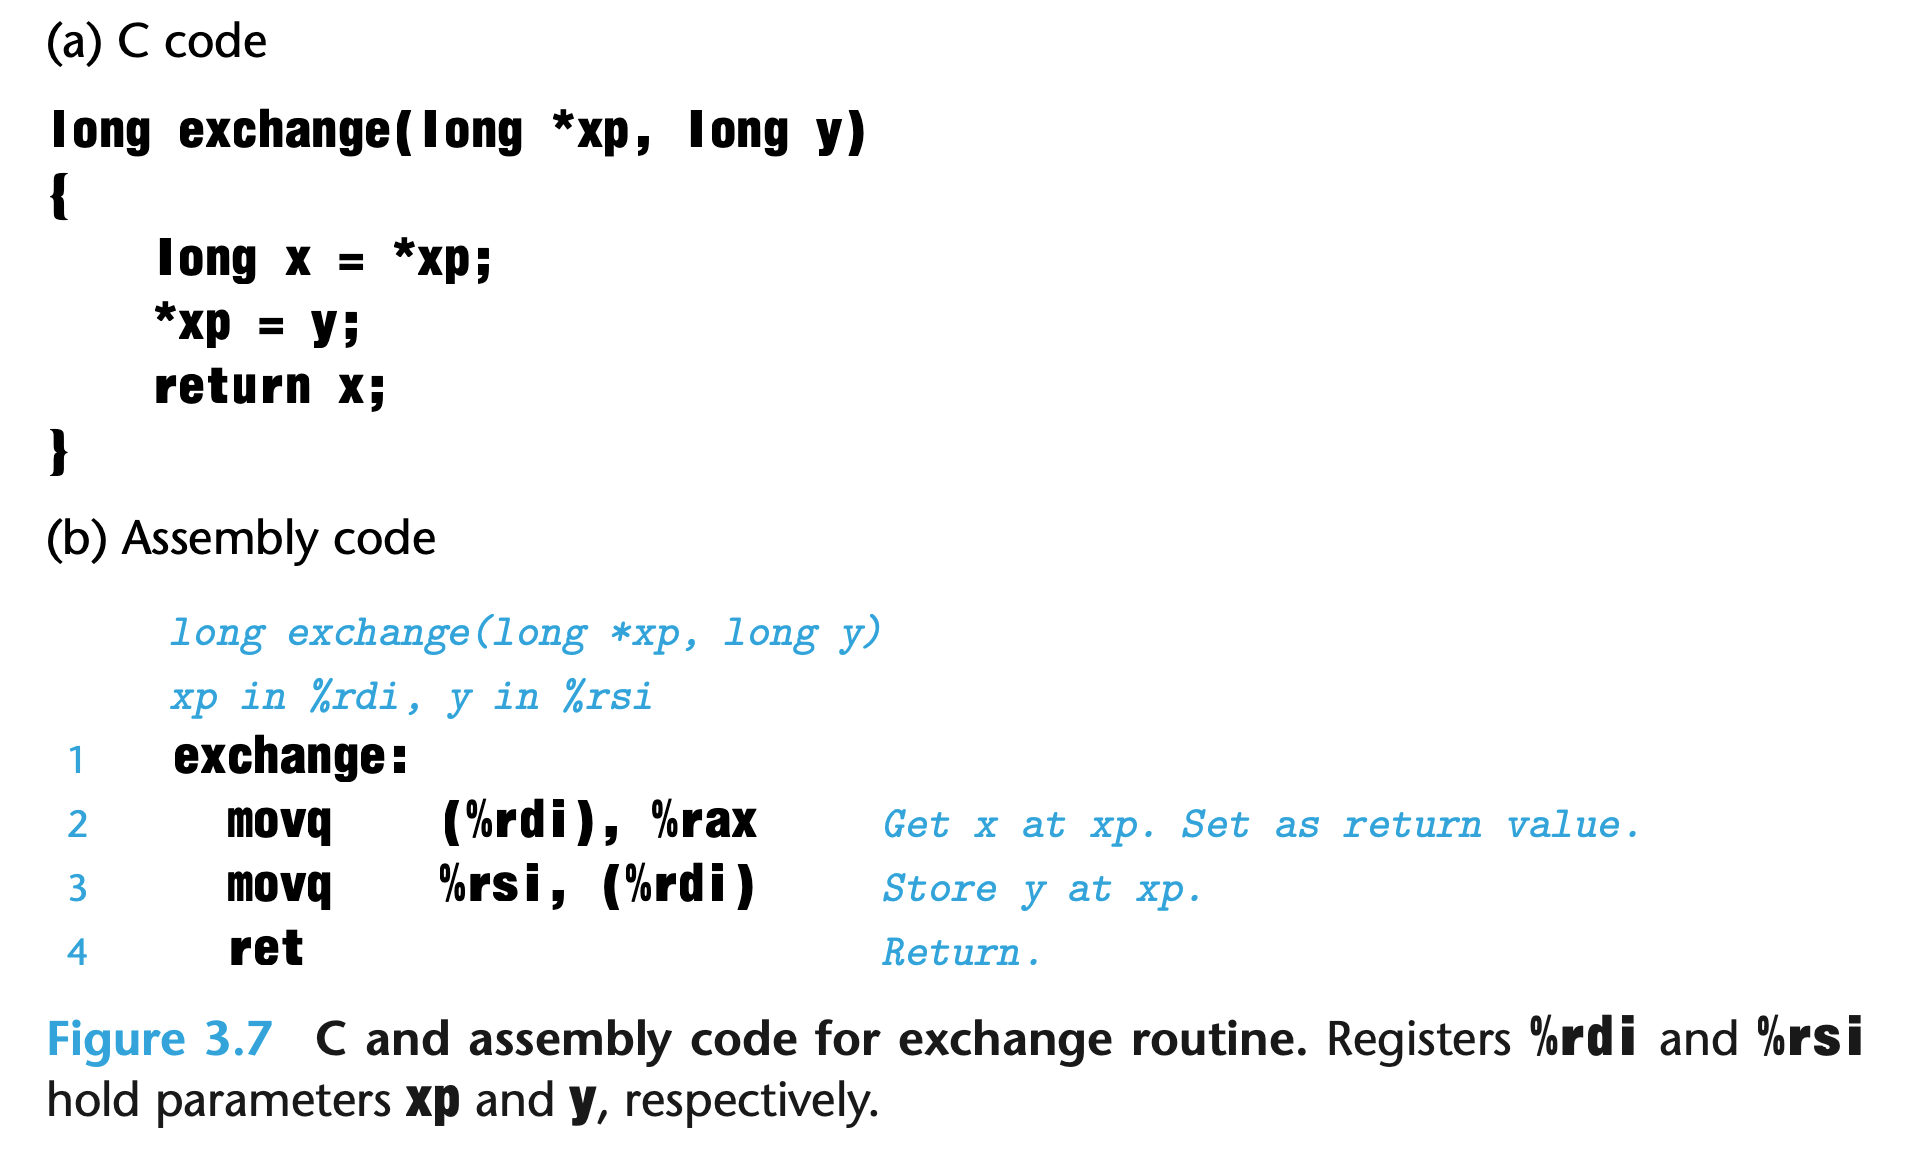 (a) C code
long exchange(long *xp, long y)
{
    long x = *xp;
    *xp = y;
    return x;
}
(b) Assembly code
long exchange(long *xp, long y)
xp in %rdi, y in %rsi
1 exchange:
2 movq (%rdi), %rax Get x at xp. Set as return value.
3 movq %rsi, (%rdi) Store y at xp.
4 ret Return.
Figure 3.7 C and assembly code for exchange routine. Registers %rdi and %rsi
hold parameters xp and y, respectively.